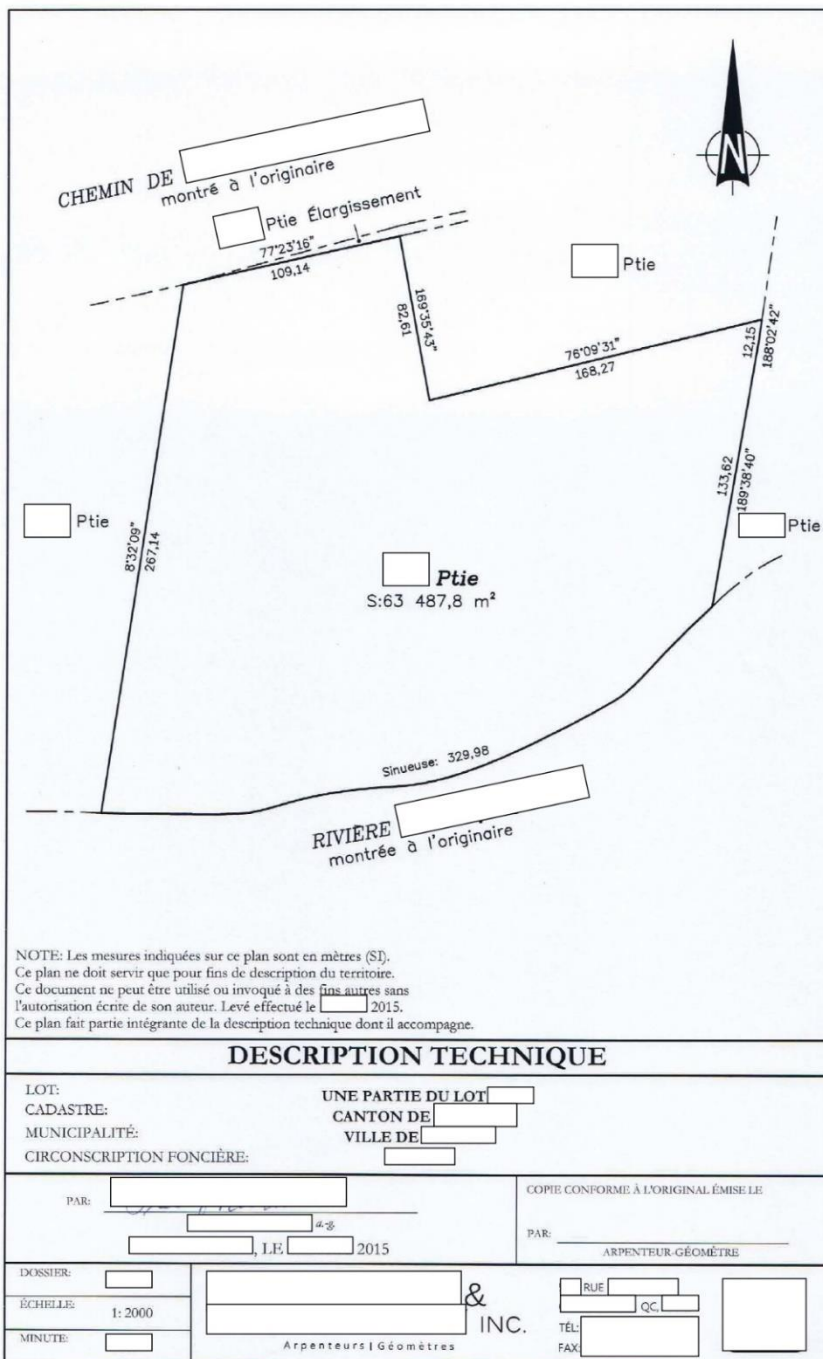 N
CHEMIN DE
montré à l'originaire
Ptie Élargissement
77°23'16"
109,14
169°35'43"
82,61
Ptie
76°09'31"
168,27
12,15
188°02'42"
133,62
189°38'40"
Ptie
Ptie
8°32'09"
267,14
Ptie
S:63 487,8 m²
Sinueuse: 329,98
RIVIÈRE
montrée à l'originaire
NOTE: Les mesures indiquées sur ce plan sont en mètres (SI).
Ce plan ne doit servir que pour fins de description du territoire.
Ce document ne peut être utilisé ou invoqué à des fins autres sans
l'autorisation écrite de son auteur. Levé effectué le 2015.
Ce plan fait partie intégrante de la description technique dont il accompagne.
DESCRIPTION TECHNIQUE
LOT: UNE PARTIE DU LOT
CADASTRE: CANTON DE
MUNICIPALITÉ: VILLE DE
CIRCONSCRIPTION FONCIÈRE:
PAR:
a-g.
, LE 2015
COPIE CONFORME À L'ORIGINAL ÉMISE LE
PAR:
ARPENTEUR-GÉOMÈTRE
DOSSIER:
ÉCHELLE: 1: 2000
MINUTE:
&
INC.
Arpenteurs | Géomètres
RUE
QC,
TÉL:
FAX: